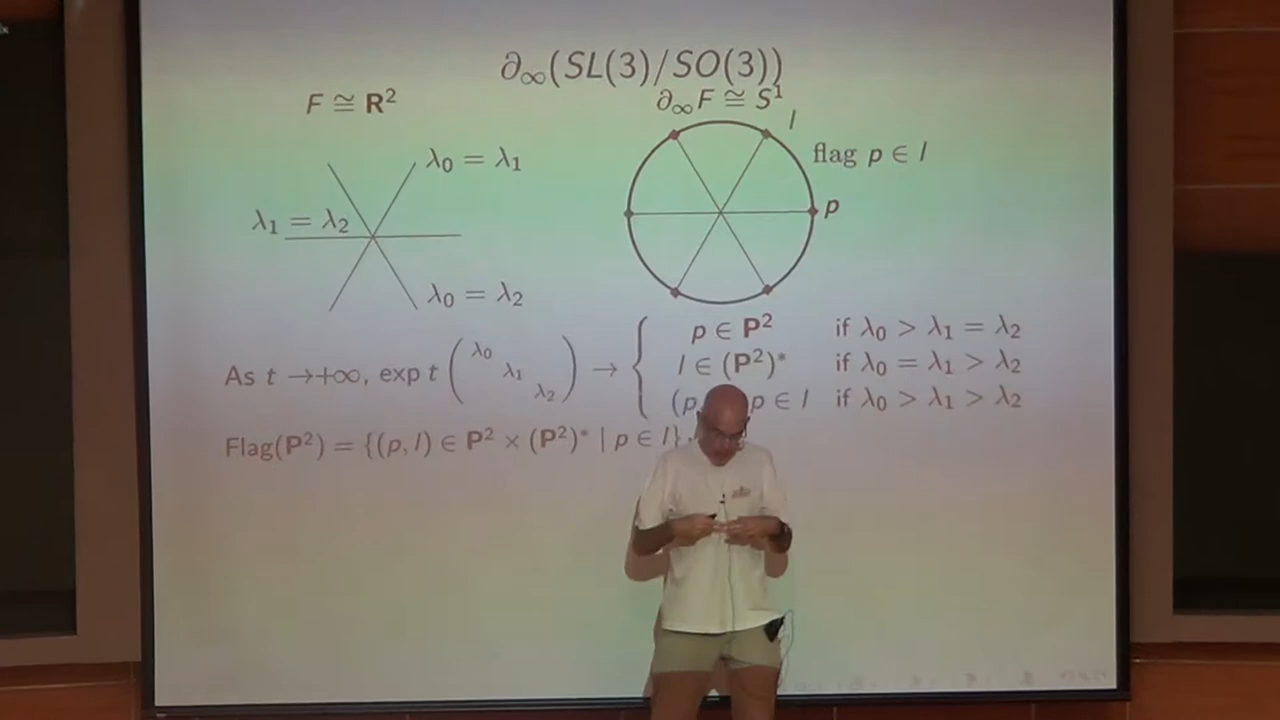 ∂∞(SL(3)/SO(3))
F ≅ R²
∂∞F ≅ S¹
l
flag p ∈ l
λ₀ = λ₁
λ₁ = λ₂
p
λ₀ = λ₂
p ∈ P² if λ₀ > λ₁ = λ₂
As t →+∞, exp t ( λ₀ λ₁ λ₂ ) → { l ∈ (P²)* if λ₀ = λ₁ > λ₂
(p, p ∈ l if λ₀ > λ₁ > λ₂
Flag(P²) = {(p, l) ∈ P² × (P²)* | p ∈ l}.